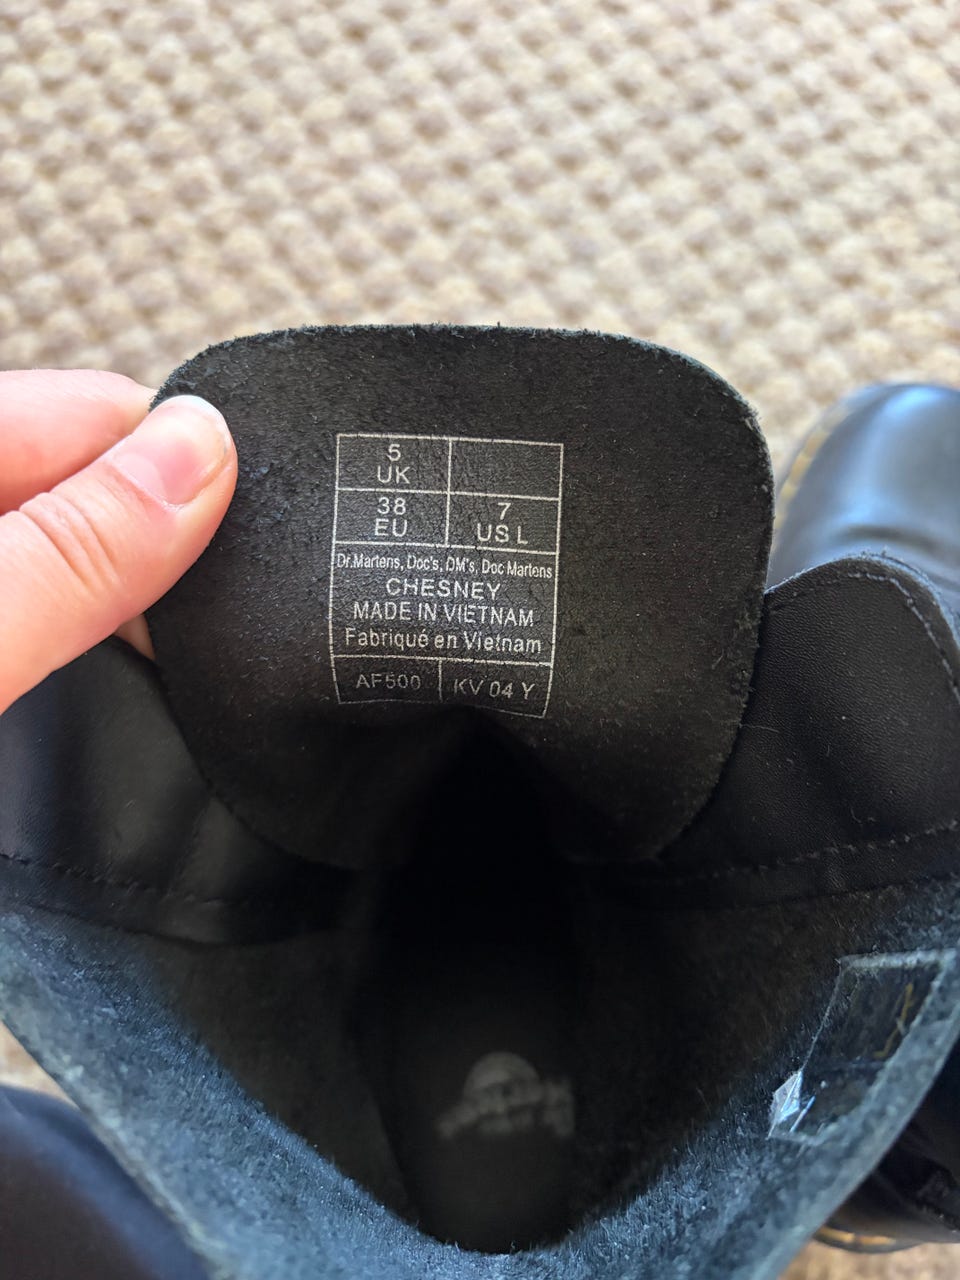 5
UK
38
EU
7
US L
Dr.Martens, Doc's, DM's, Doc Martens
CHESNEY
MADE IN VIETNAM
Fabriqué en Vietnam
AF500
KV 04 Y